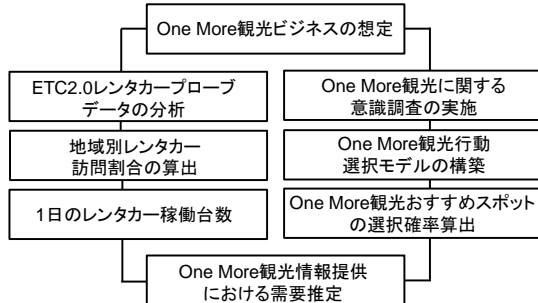 One More観光ビジネスの想定
ETC2.0レンタカープローブ
データの分析
地域別レンタカー
訪問割合の算出
1日のレンタカー稼働台数
One More観光に関する
意識調査の実施
One More観光行動
選択モデルの構築
One More観光おすすめスポット
の選択確率算出
One More観光情報提供
における需要推定